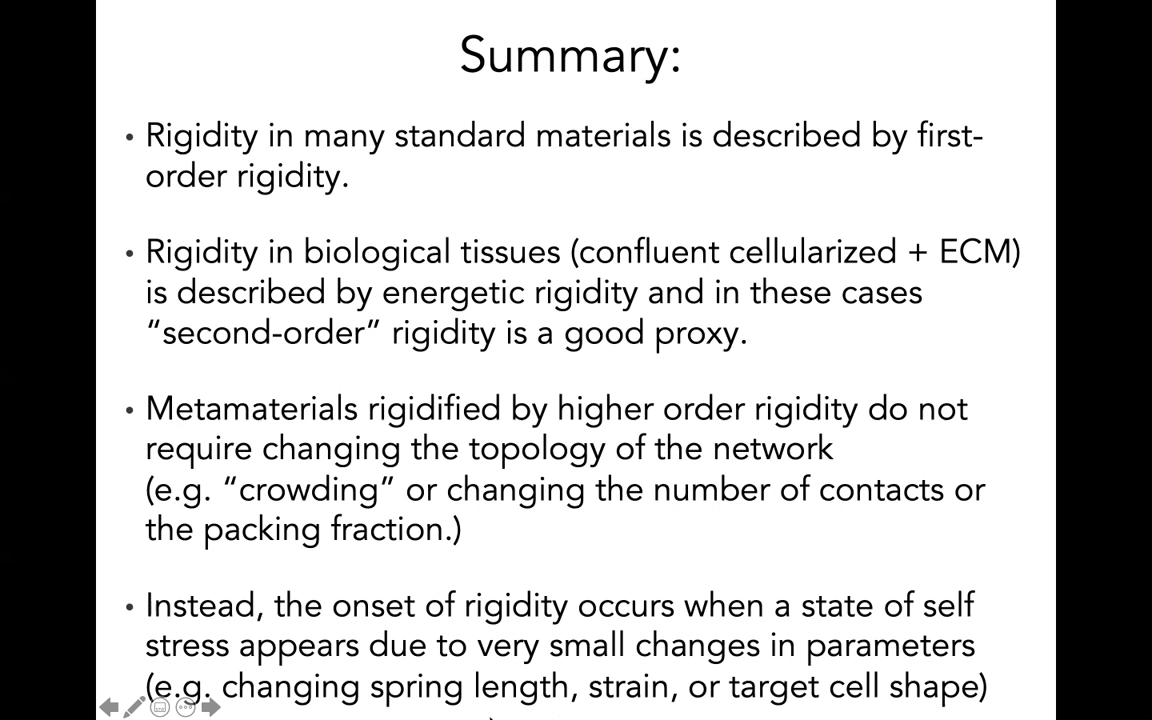 Summary:
• Rigidity in many standard materials is described by first-
order rigidity.
• Rigidity in biological tissues (confluent cellularized + ECM)
is described by energetic rigidity and in these cases
“second-order” rigidity is a good proxy.
• Metamaterials rigidified by higher order rigidity do not
require changing the topology of the network
(e.g. “crowding” or changing the number of contacts or
the packing fraction.)
• Instead, the onset of rigidity occurs when a state of self
stress appears due to very small changes in parameters
(e.g. changing spring length, strain, or target cell shape)